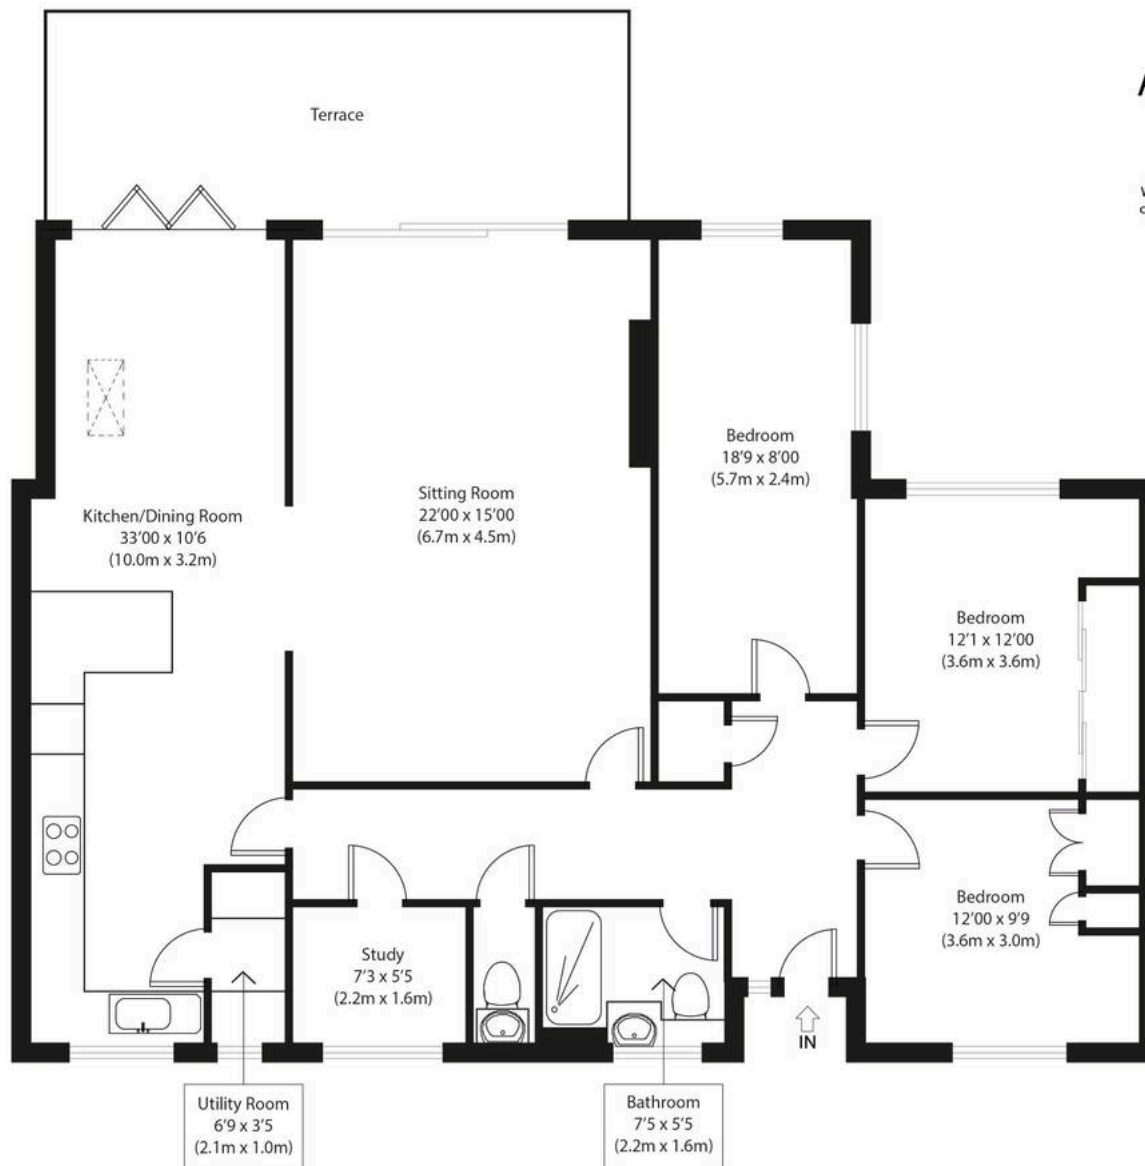 Terrace
Bedroom
18'9 x 8'00
(5.7m x 2.4m)
Sitting Room
22'00 x 15'00
(6.7m x 4.5m)
Kitchen/Dining Room
33'00 x 10'6
(10.0m x 3.2m)
Bedroom
12'1 x 12'00
(3.6m x 3.6m)
Bedroom
12'00 x 9'9
(3.6m x 3.0m)
Study
7'3 x 5'5
(2.2m x 1.6m)
IN
Utility Room
6'9 x 3'5
(2.1m x 1.0m)
Bathroom
7'5 x 5'5
(2.2m x 1.6m)